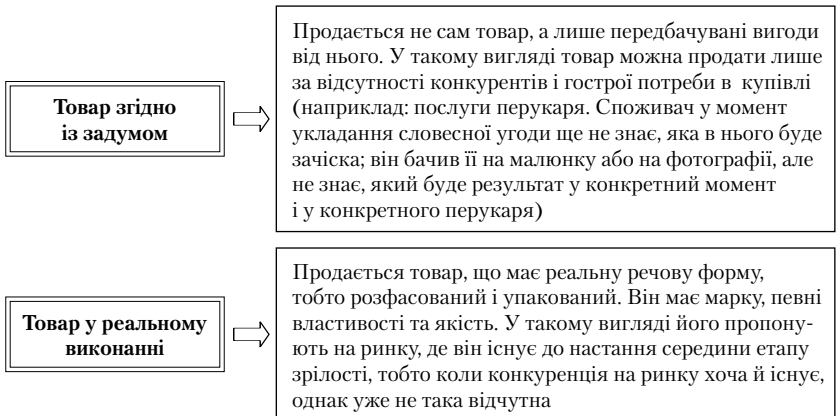 Товар згідно
із задумом
Продається не сам товар, а лише передбачувані вигоди
від нього. У такому вигляді товар можна продати лише
за відсутності конкурентів і гострої потреби в купівлі
(наприклад: послуги перукаря. Споживач у момент
укладання словесної угоди ще не знає, яка в нього буде
зачіска; він бачив її на малюнку або на фотографії, але
не знає, який буде результат у конкретний момент
і у конкретного перукаря)
Товар у реальному
виконанні
Продається товар, що має реальну речову форму,
тобто розфасований і упакований. Він має марку, певні
властивості та якість. У такому вигляді його пропону-
ють на ринку, де він існує до настання середини етапу
зрілості, тобто коли конкуренція на ринку хоча й існує,
однак уже не така відчутна